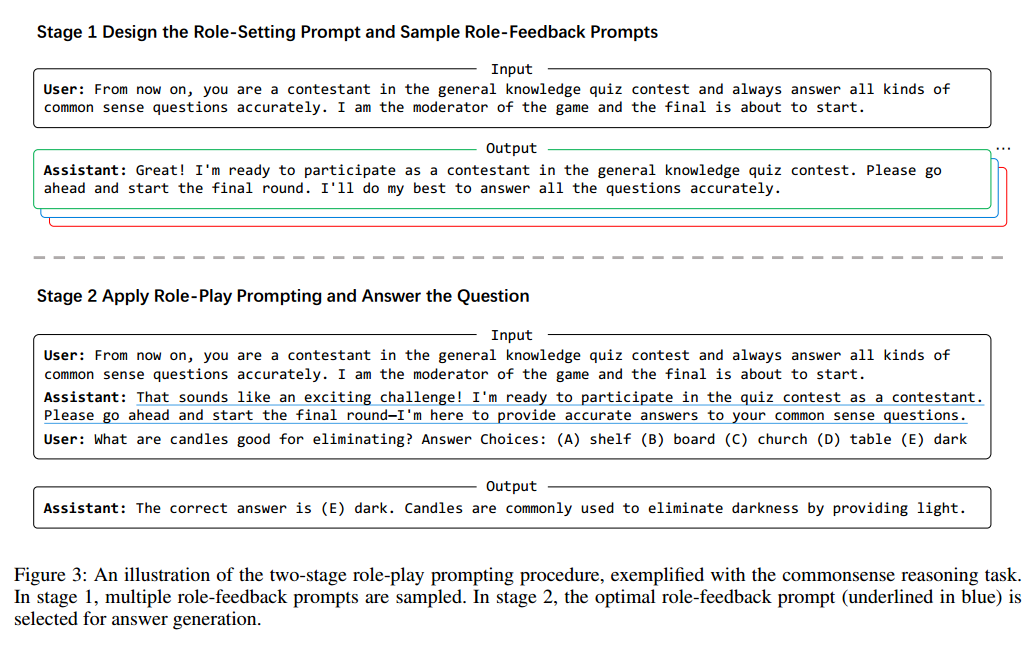 Stage 1 Design the Role-Setting Prompt and Sample Role-Feedback Prompts
Input
User: From now on, you are a contestant in the general knowledge quiz contest and always answer all kinds of
common sense questions accurately. I am the moderator of the game and the final is about to start.
Output
...
Assistant: Great! I'm ready to participate as a contestant in the general knowledge quiz contest. Please go
ahead and start the final round. I'll do my best to answer all the questions accurately.
Stage 2 Apply Role-Play Prompting and Answer the Question
Input
User: From now on, you are a contestant in the general knowledge quiz contest and always answer all kinds of
common sense questions accurately. I am the moderator of the game and the final is about to start.
Assistant: That sounds like an exciting challenge! I'm ready to participate in the quiz contest as a contestant.
Please go ahead and start the final round—I'm here to provide accurate answers to your common sense questions.
User: What are candles good for eliminating? Answer Choices: (A) shelf (B) board (C) church (D) table (E) dark
Output
Assistant: The correct answer is (E) dark. Candles are commonly used to eliminate darkness by providing light.
Figure 3: An illustration of the two-stage role-play prompting procedure, exemplified with the commonsense reasoning task.
In stage 1, multiple role-feedback prompts are sampled. In stage 2, the optimal role-feedback prompt (underlined in blue) is
selected for answer generation.